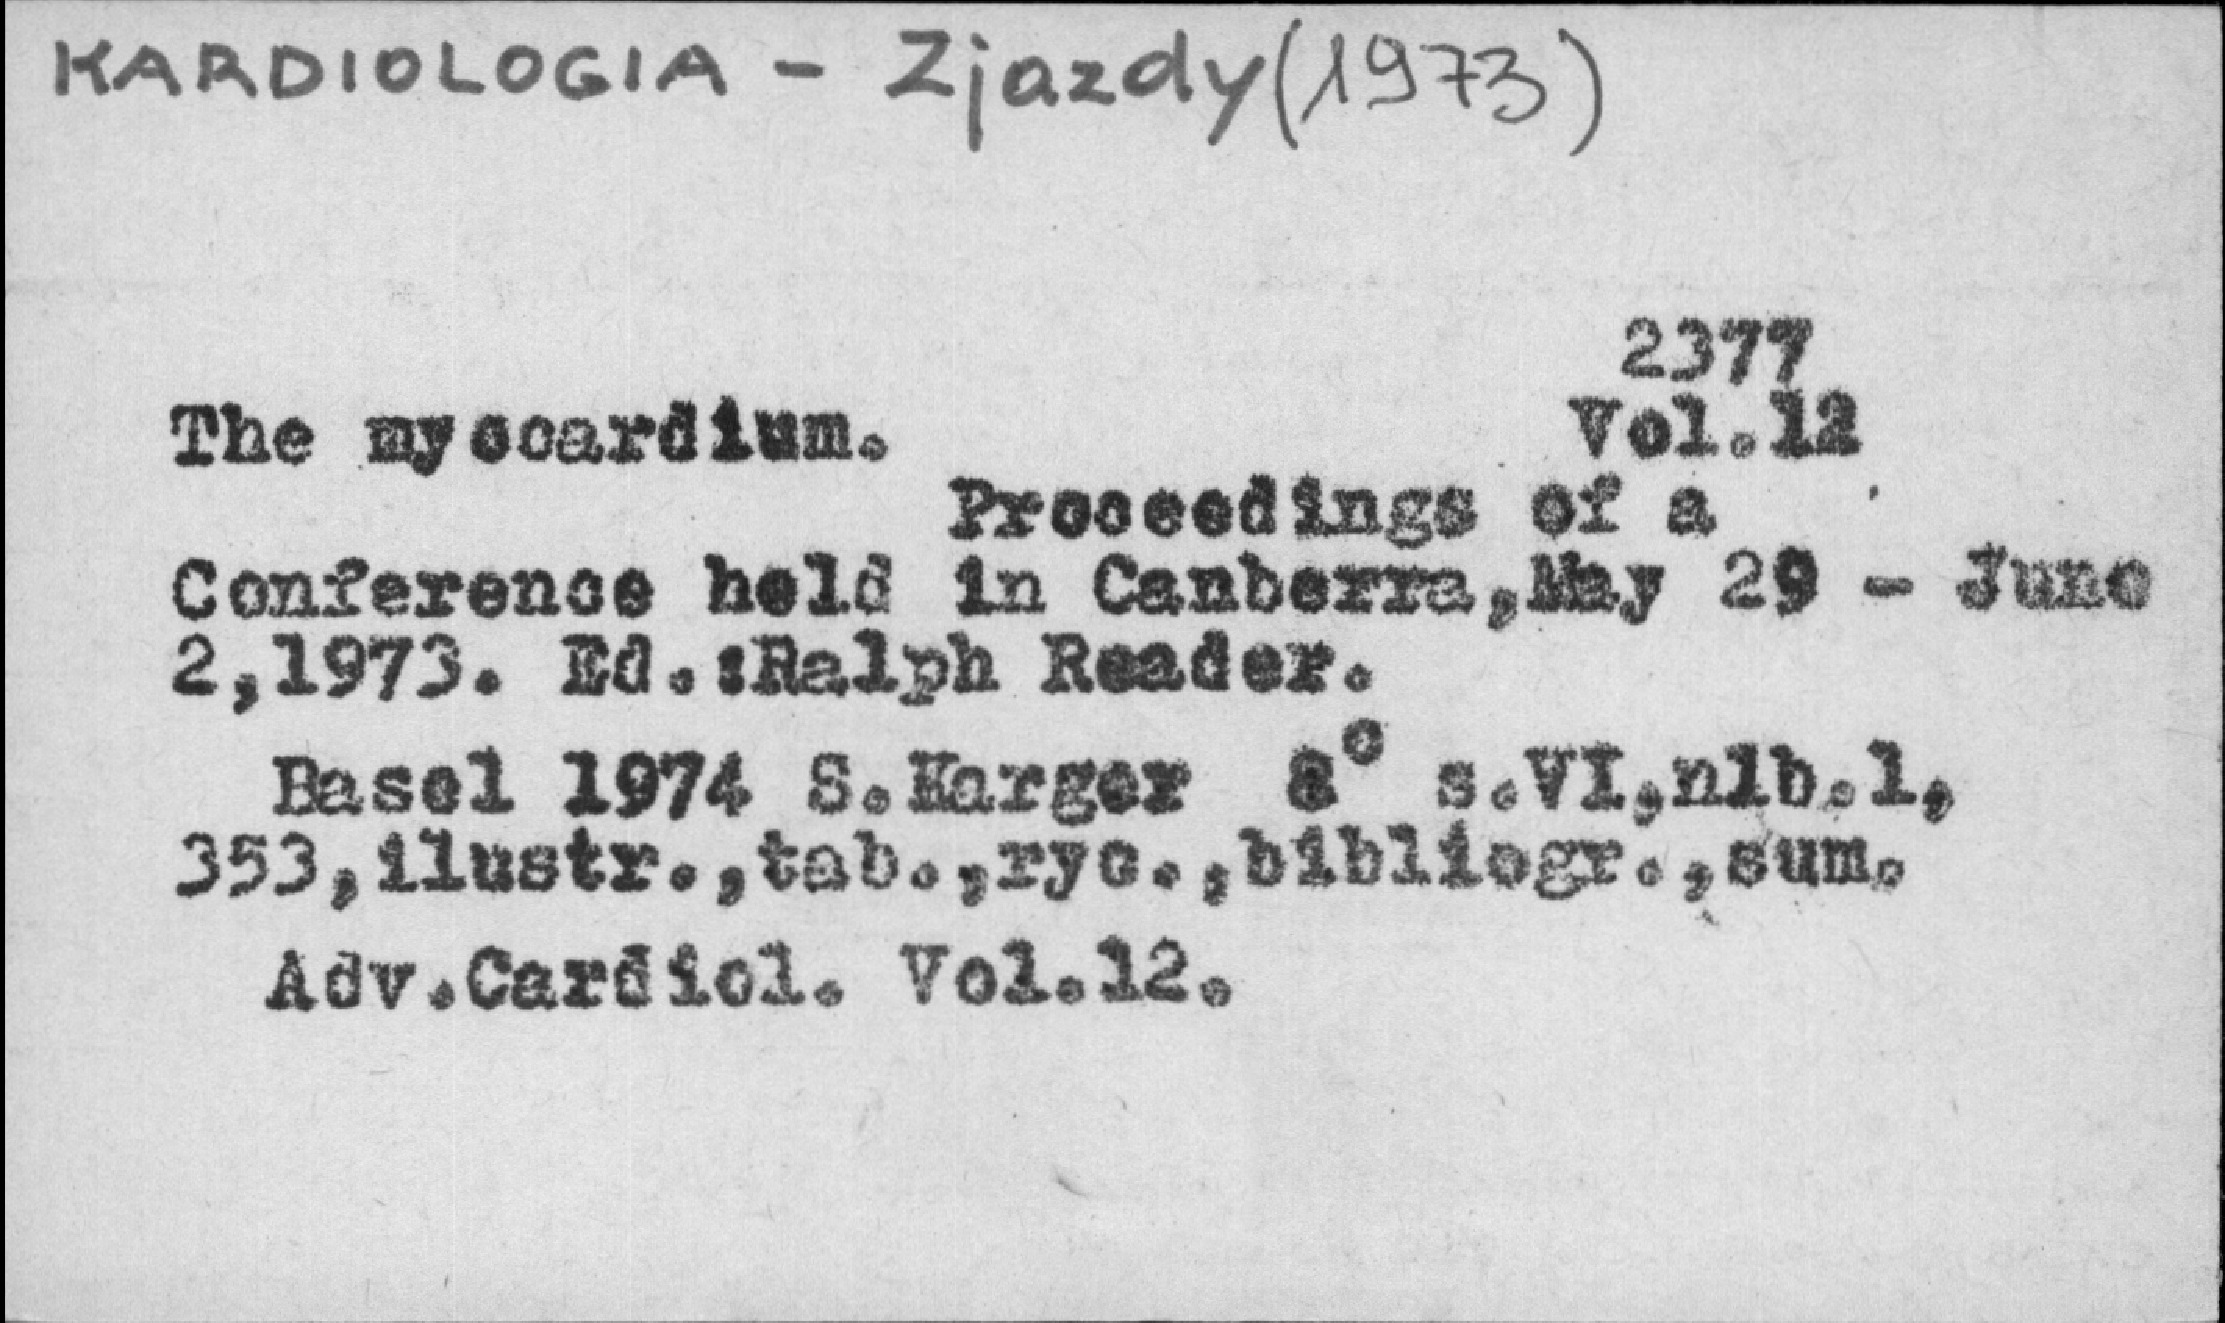 KARDIOLOGIA - Zjazdy (1973)
2377
Vol.12
The myocardium.
Proceedings of a
Conference held in Canberra,May 29 - June
2,1973. Ed.:Ralph Reader.
Basel 1974 S.Karger 8° s.VI,nlb.1,
353,ilustr.,tab.,ryc.,bibliogr.,sum.
Adv.Cardiol. Vol.12.